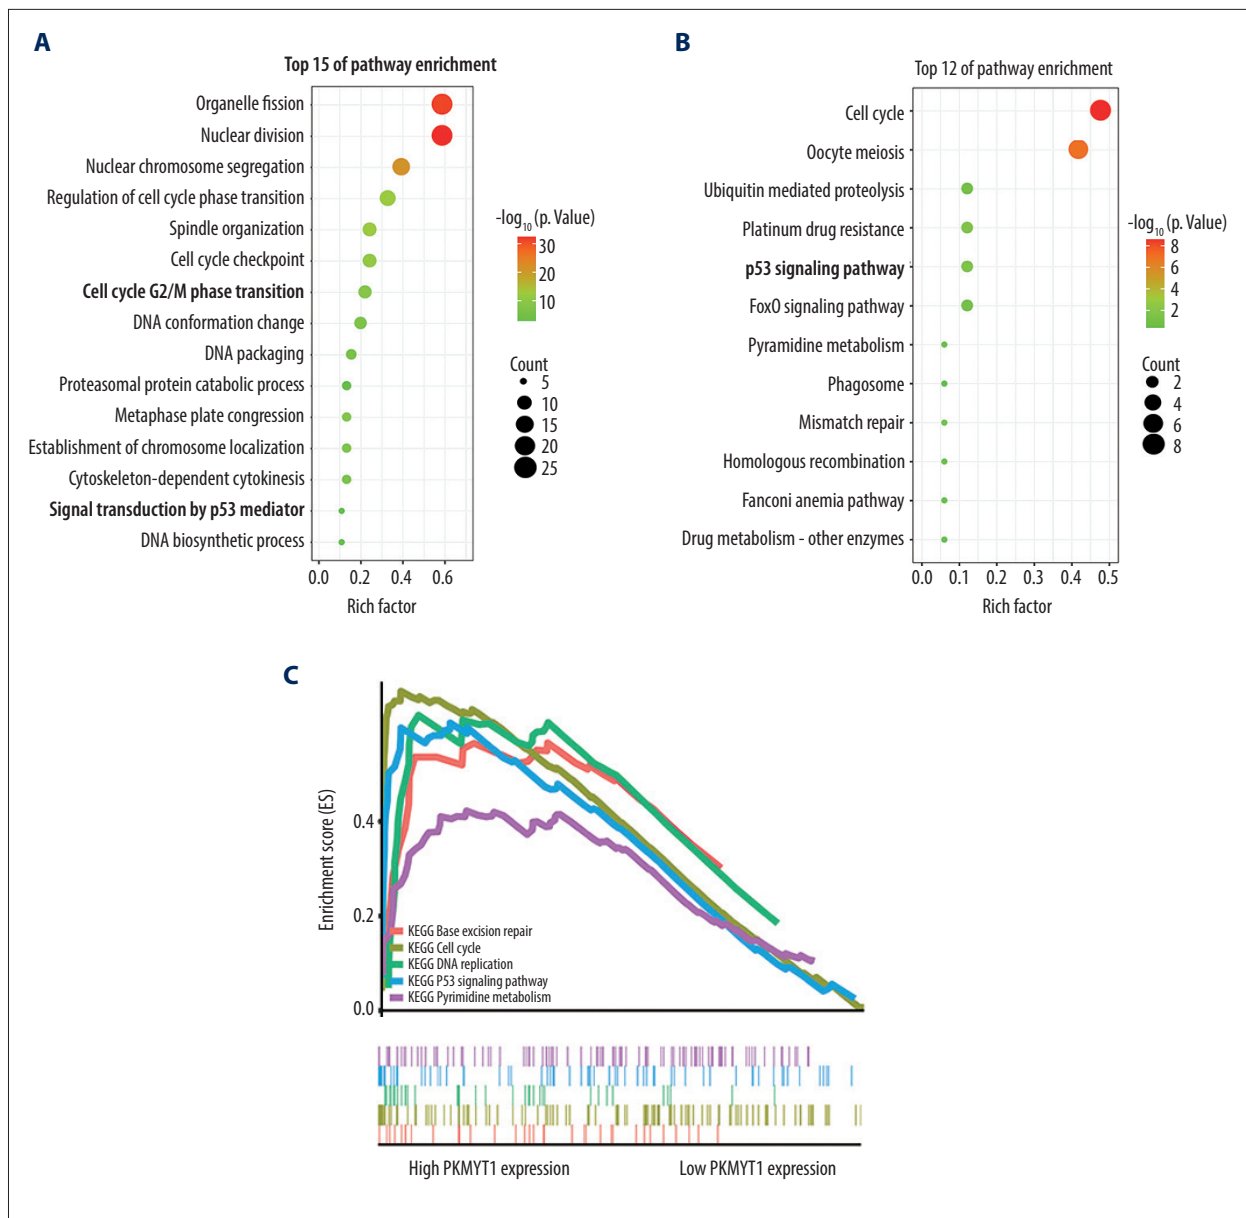 A
Top 15 of pathway enrichment
Organelle fission
Nuclear division
Nuclear chromosome segregation
Regulation of cell cycle phase transition
Spindle organization
Cell cycle checkpoint
Cell cycle G2/M phase transition
DNA conformation change
DNA packaging
Proteasomal protein catabolic process
Metaphase plate congression
Establishment of chromosome localization
Cytoskeleton-dependent cytokinesis
Signal transduction by p53 mediator
DNA biosynthetic process
0.0 0.2 0.4 0.6
Rich factor
-log10 (p. Value)
30
20
10
Count
5
10
15
20
25
B
Top 12 of pathway enrichment
Cell cycle
Oocyte meiosis
Ubiquitin mediated proteolysis
Platinum drug resistance
p53 signaling pathway
FoxO signaling pathway
Pyramidine metabolism
Phagosome
Mismatch repair
Homologous recombination
Fanconi anemia pathway
Drug metabolism - other enzymes
0.0 0.1 0.2 0.3 0.4 0.5
Rich factor
-log10 (p. Value)
8
6
4
2
Count
2
4
6
8
C
Enrichment score (ES)
0.4
0.2
0.0
KEGG Base excision repair
KEGG Cell cycle
KEGG DNA replication
KEGG P53 signaling pathway
KEGG Pyrimidine metabolism
High PKMYT1 expression Low PKMYT1 expression